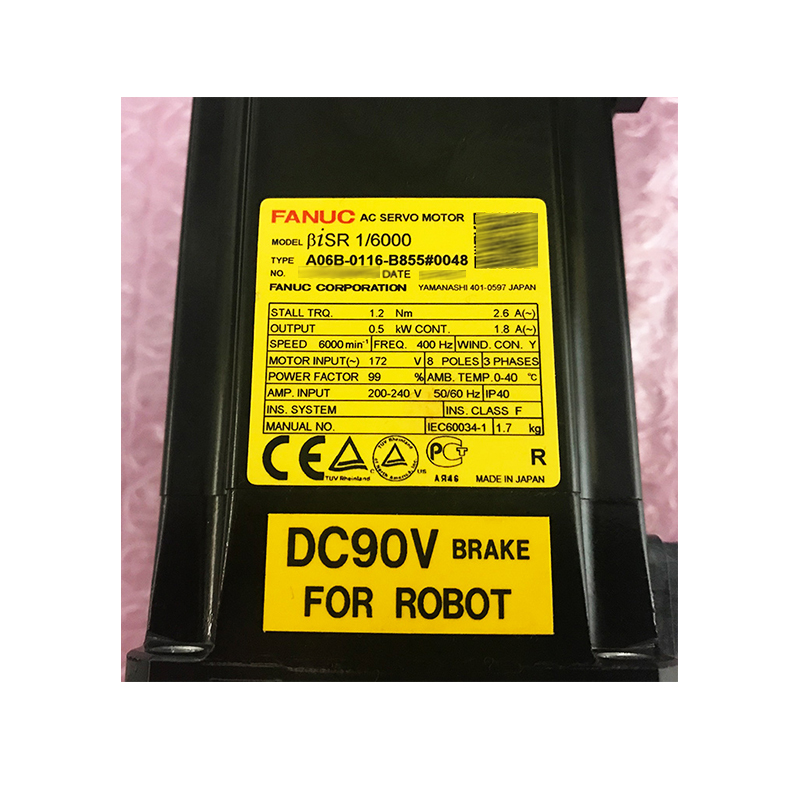 FANUC AC SERVO MOTOR
MODEL βiSR 1/6000
TYPE A06B-0116-B855#0048
NO. DATE
FANUC CORPORATION YAMANASHI 401-0597 JAPAN
STALL TRQ. 1.2 Nm 2.6 A(~)
OUTPUT 0.5 kW CONT. 1.8 A(~)
SPEED 6000 min⁻¹ FREQ. 400 Hz WIND. CON. Y
MOTOR INPUT(~) 172 V 8 POLES 3 PHASES
POWER FACTOR 99 % AMB. TEMP. 0-40 ℃
AMP. INPUT 200-240 V 50/60 Hz IP40
INS. SYSTEM INS. CLASS F
MANUAL NO. IEC60034-1 1.7 kg
CE
TUV Rheinland
C US
АЯ46
R
MADE IN JAPAN
DC90V BRAKE
FOR ROBOT